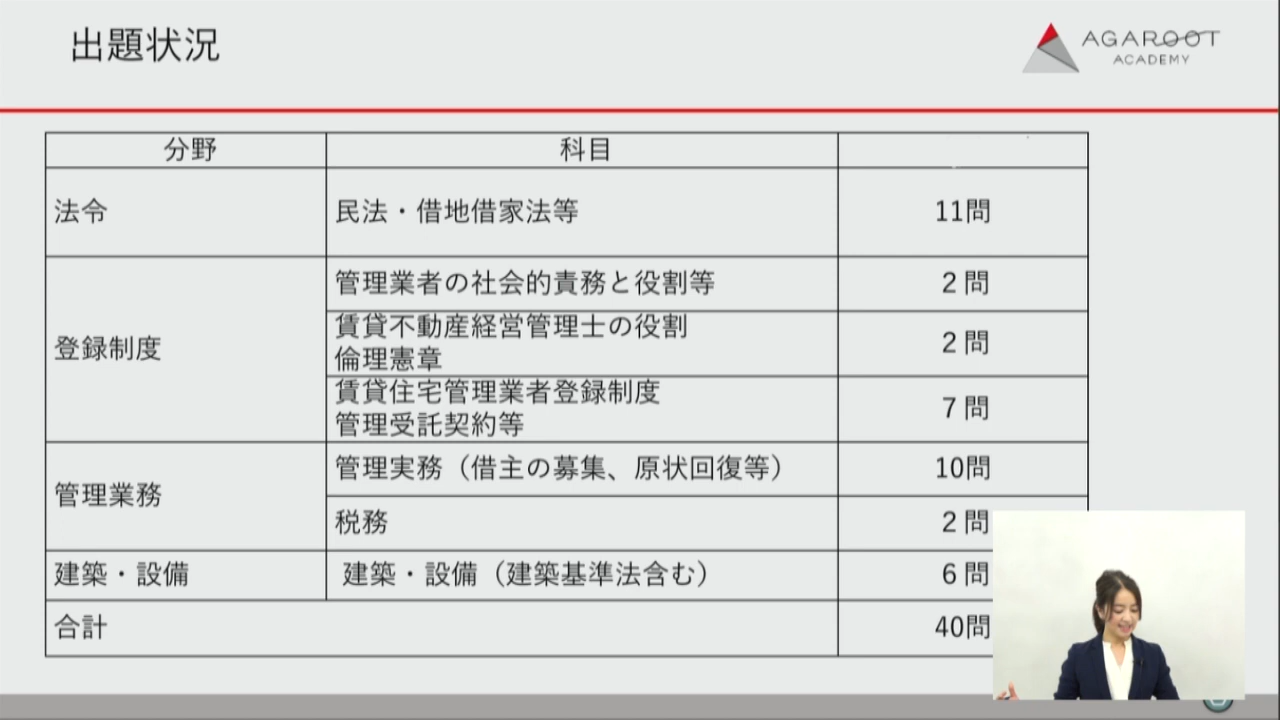 出題状況
AGAROOT
ACADEMY
分野 科目
法令 民法・借地借家法等 11問
登録制度 管理業者の社会的責務と役割等 2問
賃貸不動産経営管理士の役割
倫理憲章 2問
賃貸住宅管理業者登録制度
管理受託契約等 7問
管理業務 管理実務（借主の募集、原状回復等） 10問
税務 2問
建築・設備 建築・設備（建築基準法含む） 6問
合計 40問